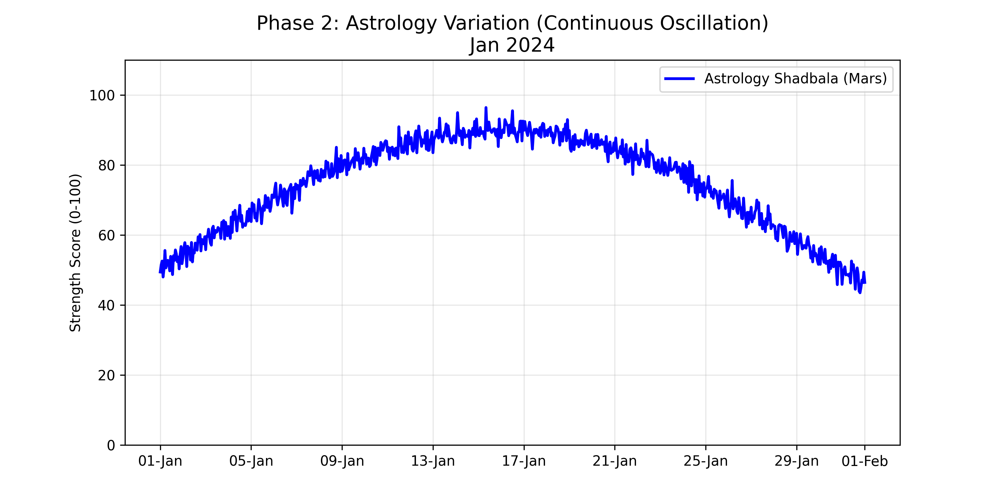 Phase 2: Astrology Variation (Continuous Oscillation)
Jan 2024
Astrology Shadbala (Mars)
Strength Score (0-100)
100
80
60
40
20
0
01-Jan 05-Jan 09-Jan 13-Jan 17-Jan 21-Jan 25-Jan 29-Jan 01-Feb